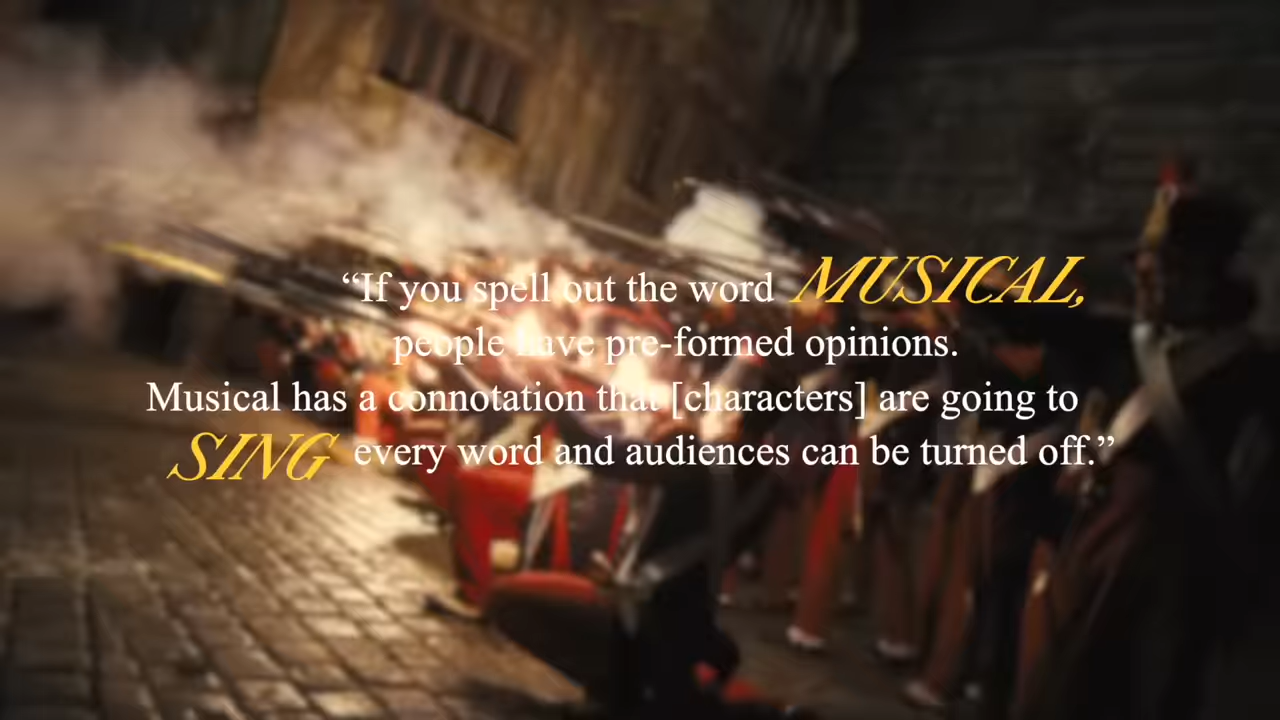 “If you spell out the word MUSICAL,
people have pre-formed opinions.
Musical has a connotation that [characters] are going to
SING every word and audiences can be turned off.”